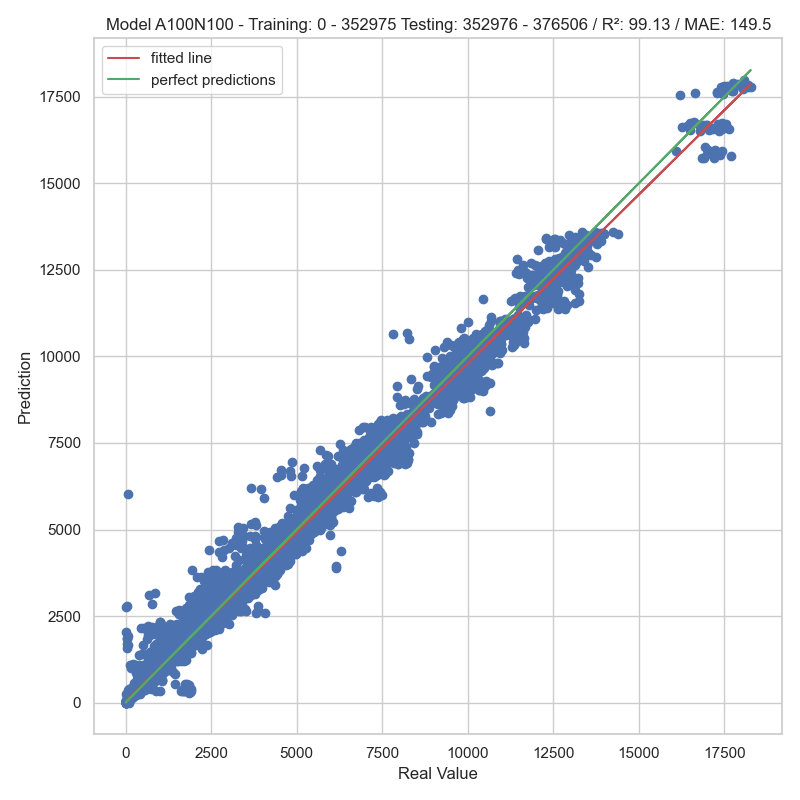 Model A100N100 - Training: 0 - 352975 Testing: 352976 - 376506 / R²: 99.13 / MAE: 149.5
fitted line
perfect predictions
17500
15000
12500
10000
7500
5000
2500
0
Prediction
0 2500 5000 7500 10000 12500 15000 17500
Real Value